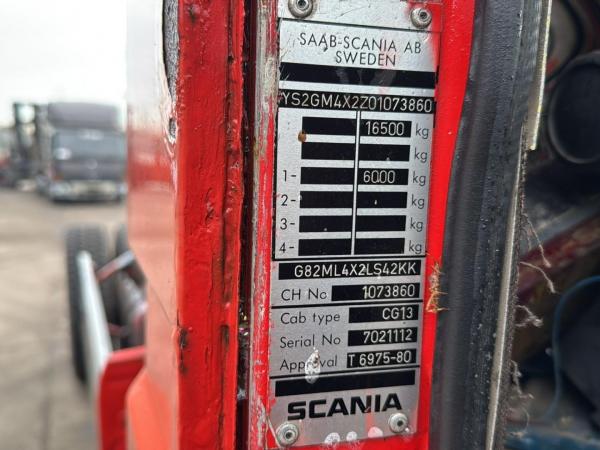 SAAB-SCANIA AB
SWEDEN
YS2GM4X2Z01073860
16500 kg
kg
1- 6000 kg
2- kg
3- kg
4- kg
G82ML4X2LS42KK
CH No 1073860
Cab type CG13
Serial No 7021112
Approval T 6975-80
SCANIA